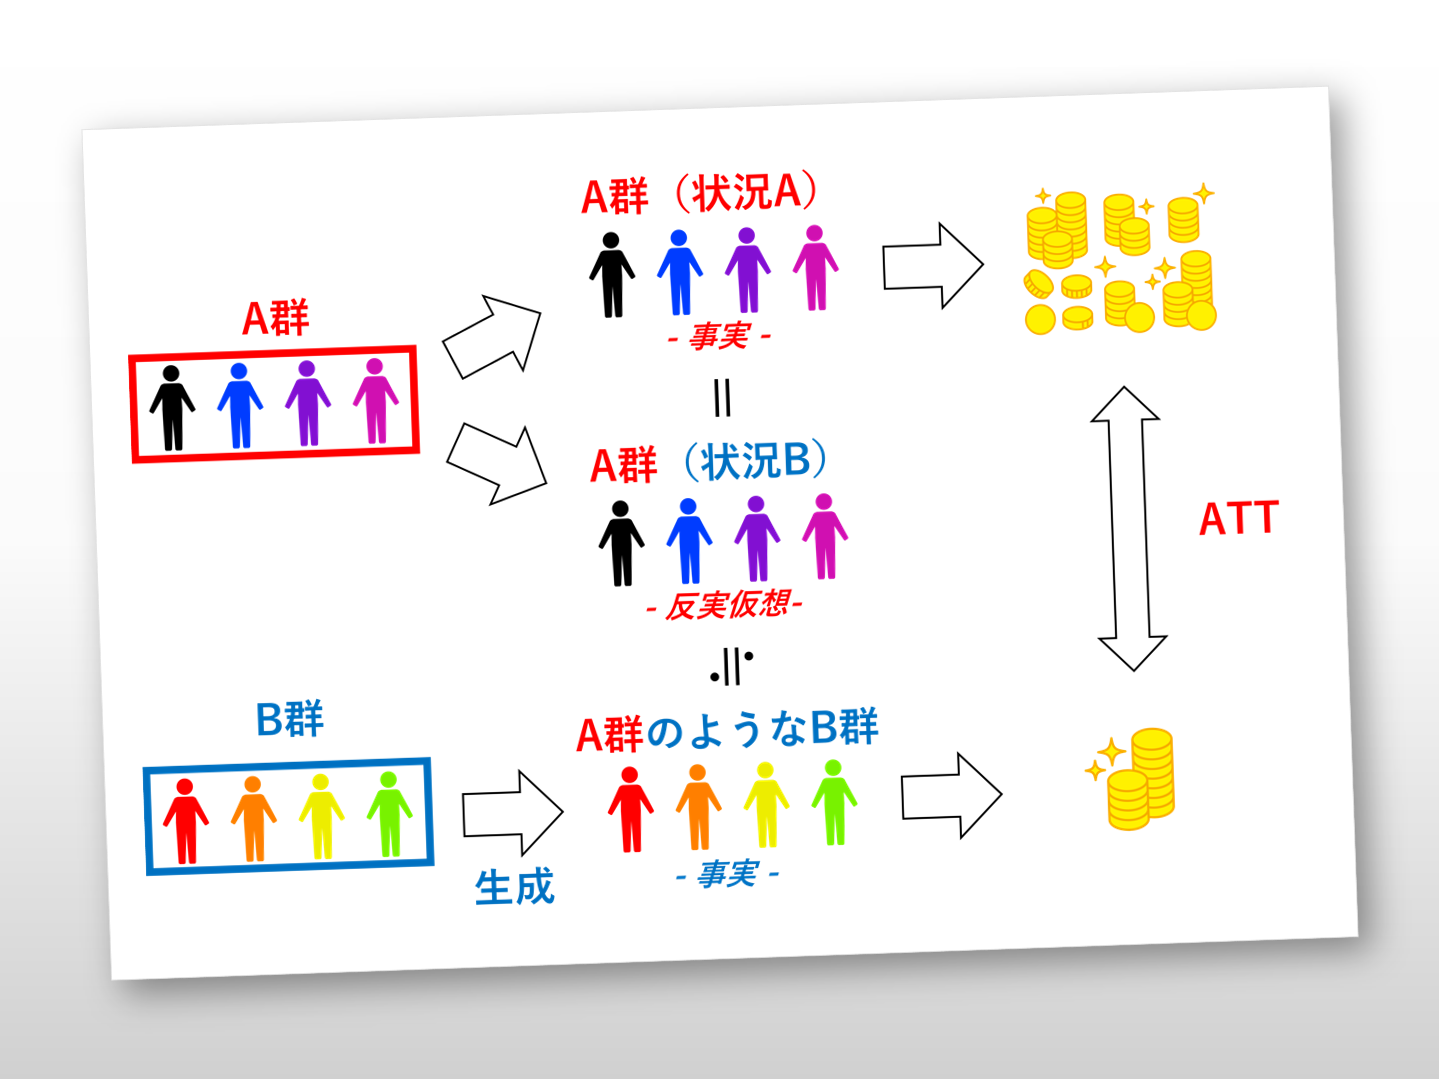 A群（状況A）
- 事実 -
A群
A群（状況B）
- 反実仮想-
ATT
B群
A群のようなB群
- 事実 -
生成